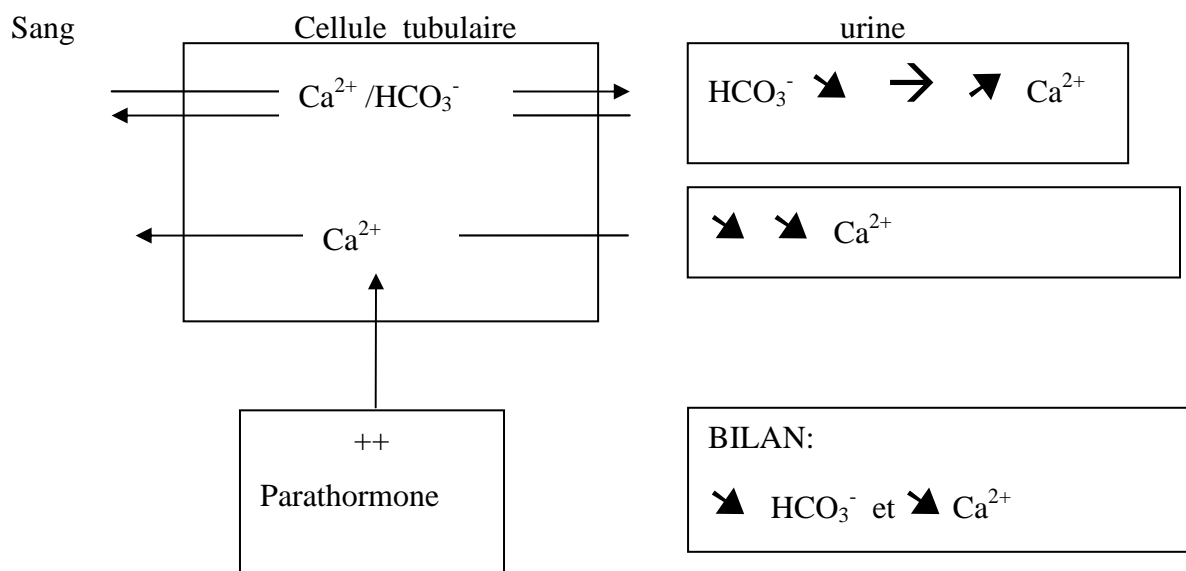 Sang Cellule tubulaire urine
Ca²⁺ /HCO₃⁻
HCO₃⁻ ↘ → ↗ Ca²⁺
Ca²⁺
↘ ↘ Ca²⁺
++
Parathormone
BILAN:
↘ HCO₃⁻ et ↘ Ca²⁺